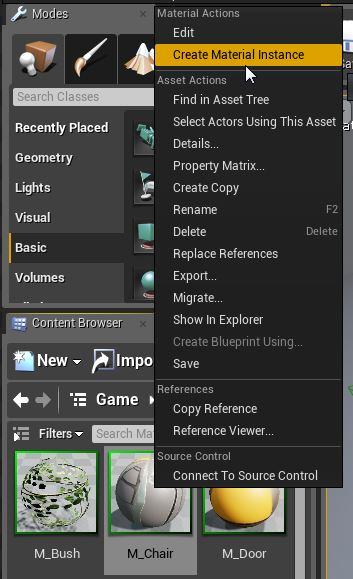 Modes
Search Classes
Recently Placed
Geometry
Lights
Visual
Basic
Volumes
Material Actions
Edit
Create Material Instance
Asset Actions
Find in Asset Tree
Select Actors Using This Asset
Details...
Property Matrix...
Create Copy
Rename F2
Delete Delete
Replace References
Export...
Migrate...
Show In Explorer
Create Blueprint Using...
Save
References
Copy Reference
Reference Viewer...
Source Control
Connect To Source Control
Content Browser
New Impo
Game
Filters Search Ma
M_Bush M_Chair M_Door